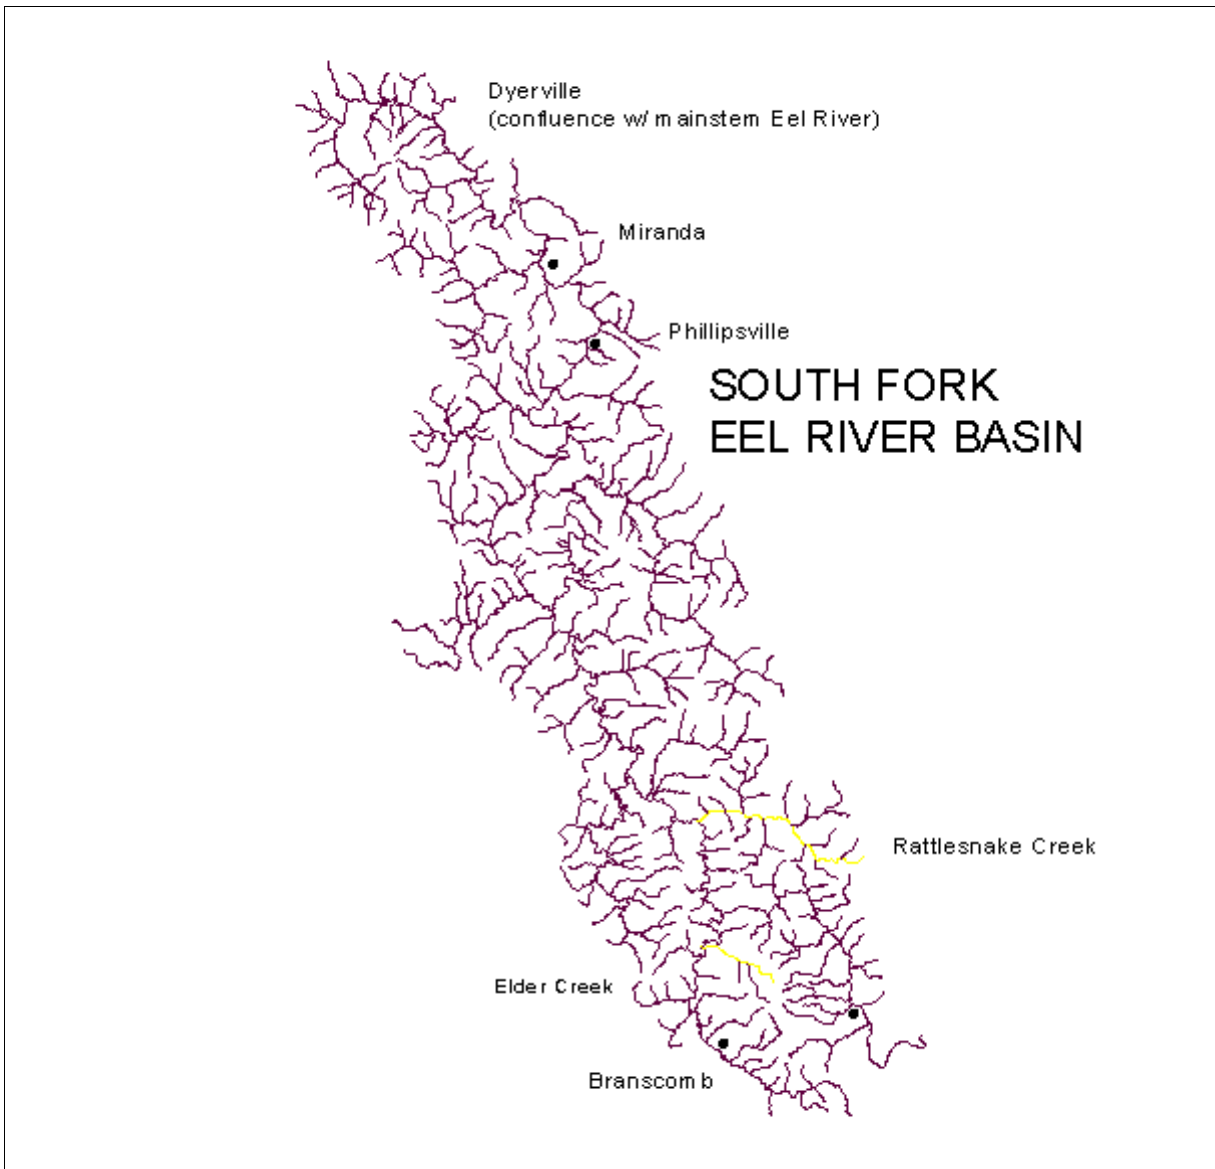 Dyerville
(confluence w/ mainstem Eel River)
Miranda
Phillipsville
SOUTH FORK
EEL RIVER BASIN
Rattlesnake Creek
Elder Creek
Branscomb